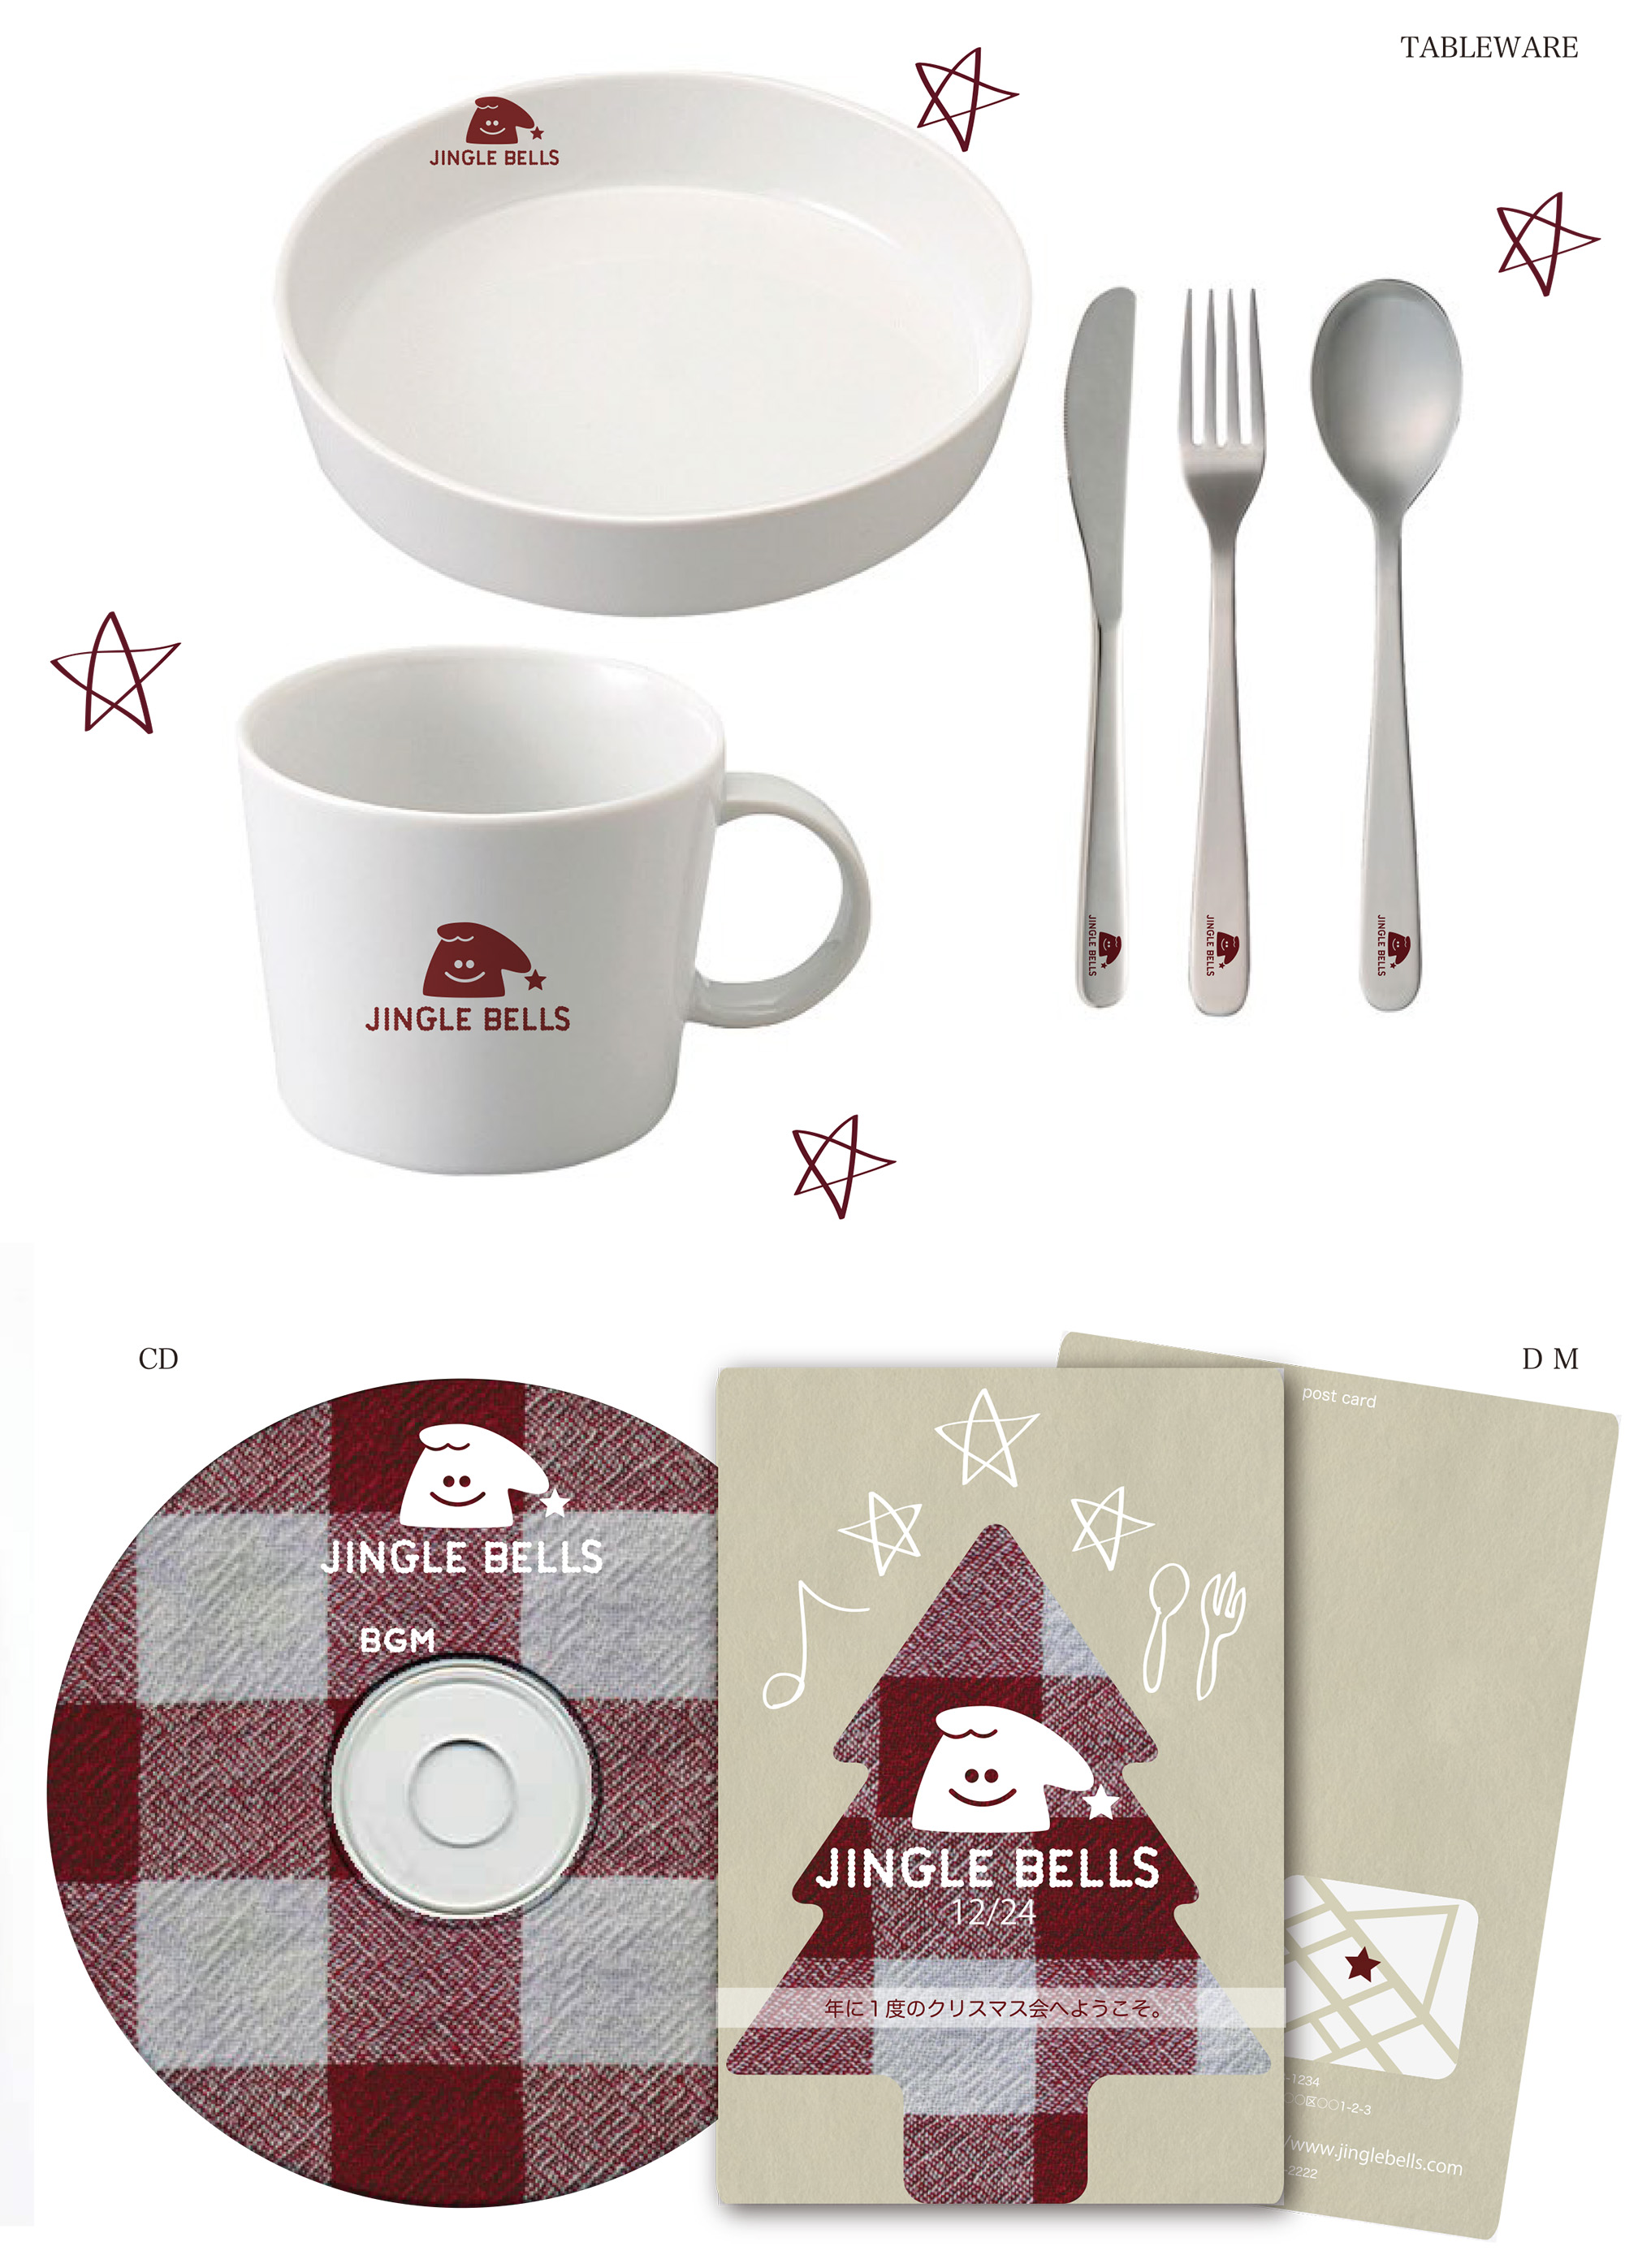 TABLEWARE
JINGLE BELLS
JINGLE BELLS
JINGLE BELLS
JINGLE BELLS
JINGLE BELLS
CD
D M
post card
JINGLE BELLS
BGM
JINGLE BELLS
12/24
年に１度のクリスマス会へようこそ。
-1234
1-2-3
/www.jinglebells.com
-2222